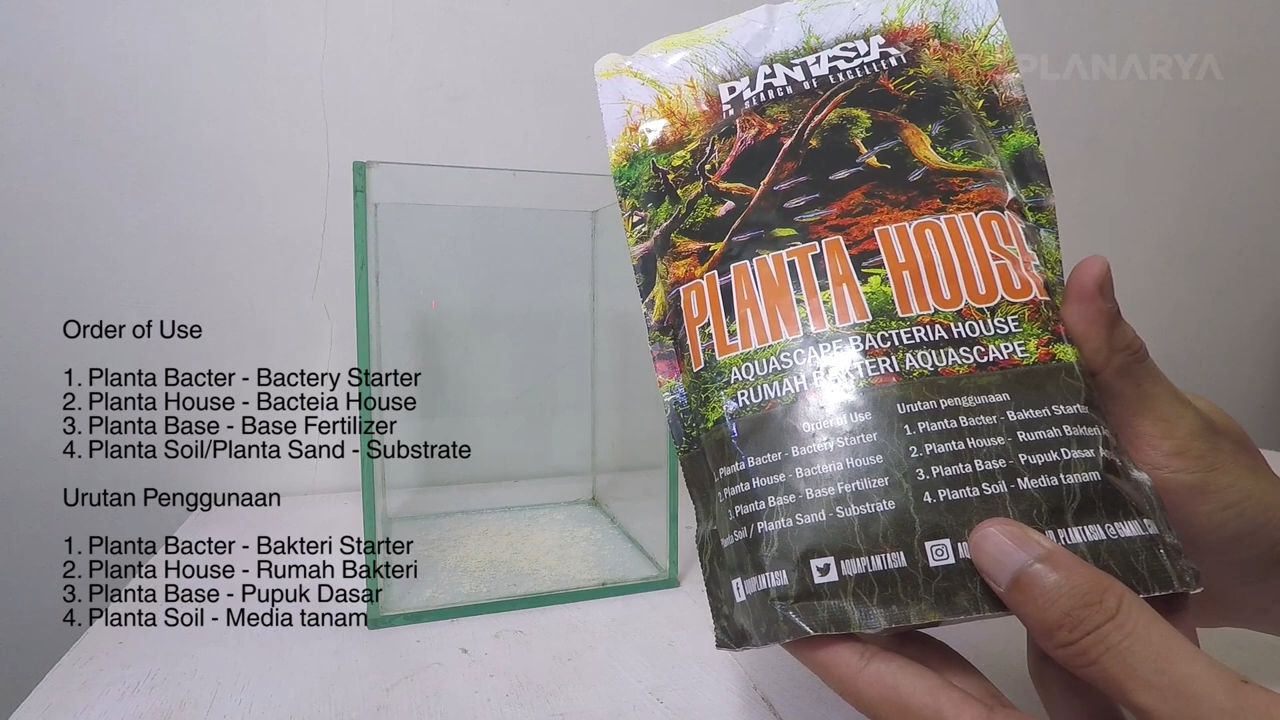 PLANARYA
PLANTASIA
IN SEARCH OF EXCELLENT
PLANTA HOUSE
AQUASCAPE BACTERIA HOUSE
RUMAH BAKTERI AQUASCAPE
Order of Use
1. Planta Bacter - Bactery Starter
2. Planta House - Bacteria House
3. Planta Base - Base Fertilizer
Planta Soil / Planta Sand - Substrate
Urutan penggunaan
1. Planta Bacter - Bakteri Starter
2. Planta House - Rumah Bakteri
3. Planta Base - Pupuk Dasar
4. Planta Soil - Media tanam
AQUAPLANTASIA
AQUAPLANTASIA
PLANTASIA @GMAIL.COM
Order of Use
1. Planta Bacter - Bactery Starter
2. Planta House - Bacteia House
3. Planta Base - Base Fertilizer
4. Planta Soil/Planta Sand - Substrate
Urutan Penggunaan
1. Planta Bacter - Bakteri Starter
2. Planta House - Rumah Bakteri
3. Planta Base - Pupuk Dasar
4. Planta Soil - Media tanam